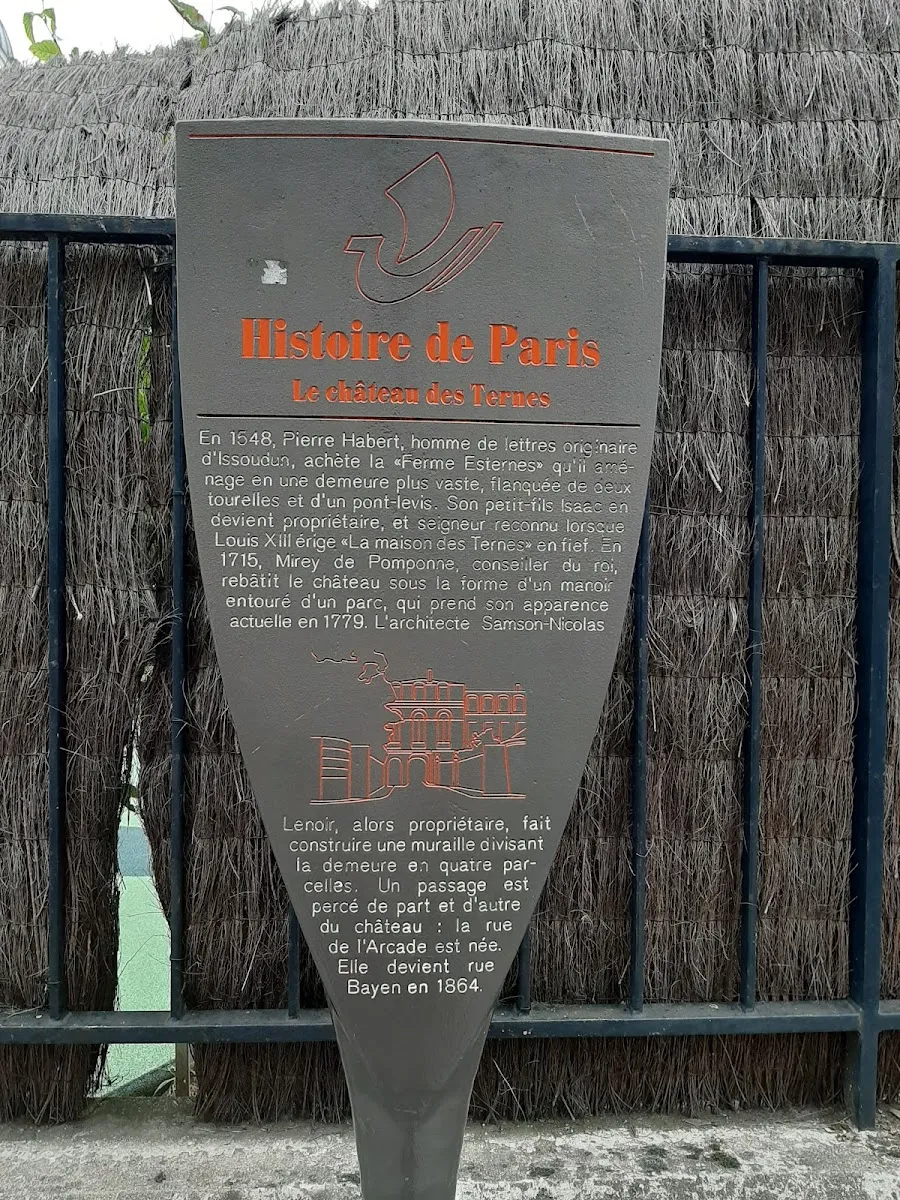 Histoire de Paris
Le château des Ternes
En 1548, Pierre Habert, homme de lettres originaire
d'Issoudun, achète la «Ferme Esternes» qu'il amé-
nage en une demeure plus vaste, flanquée de deux
tourelles et d'un pont-levis. Son petit-fils Isaac en
devient propriétaire, et seigneur reconnu lorsque
Louis XIII érige «La maison des Ternes» en fief. En
1715, Mirey de Pomponne, conseiller du roi,
rebâtit le château sous la forme d'un manoir
entouré d'un parc, qui prend son apparence
actuelle en 1779. L'architecte Samson-Nicolas
Lenoir, alors propriétaire, fait
construire une muraille divisant
la demeure en quatre par-
celles. Un passage est
percé de part et d'autre
du château : la rue
de l'Arcade est née.
Elle devient rue
Bayen en 1864.